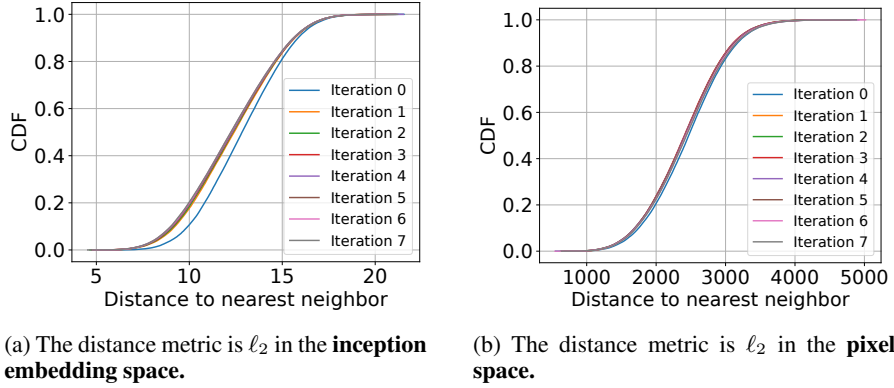 1.0
0.8
0.6
0.4
0.2
0.0
CDF
Iteration 0
Iteration 1
Iteration 2
Iteration 3
Iteration 4
Iteration 5
Iteration 6
Iteration 7
5 10 15 20
Distance to nearest neighbor
(a) The distance metric is ℓ2 in the inception
embedding space.
1.0
0.8
0.6
0.4
0.2
0.0
CDF
Iteration 0
Iteration 1
Iteration 2
Iteration 3
Iteration 4
Iteration 5
Iteration 6
Iteration 7
1000 2000 3000 4000 5000
Distance to nearest neighbor
(b) The distance metric is ℓ2 in the pixel
space.